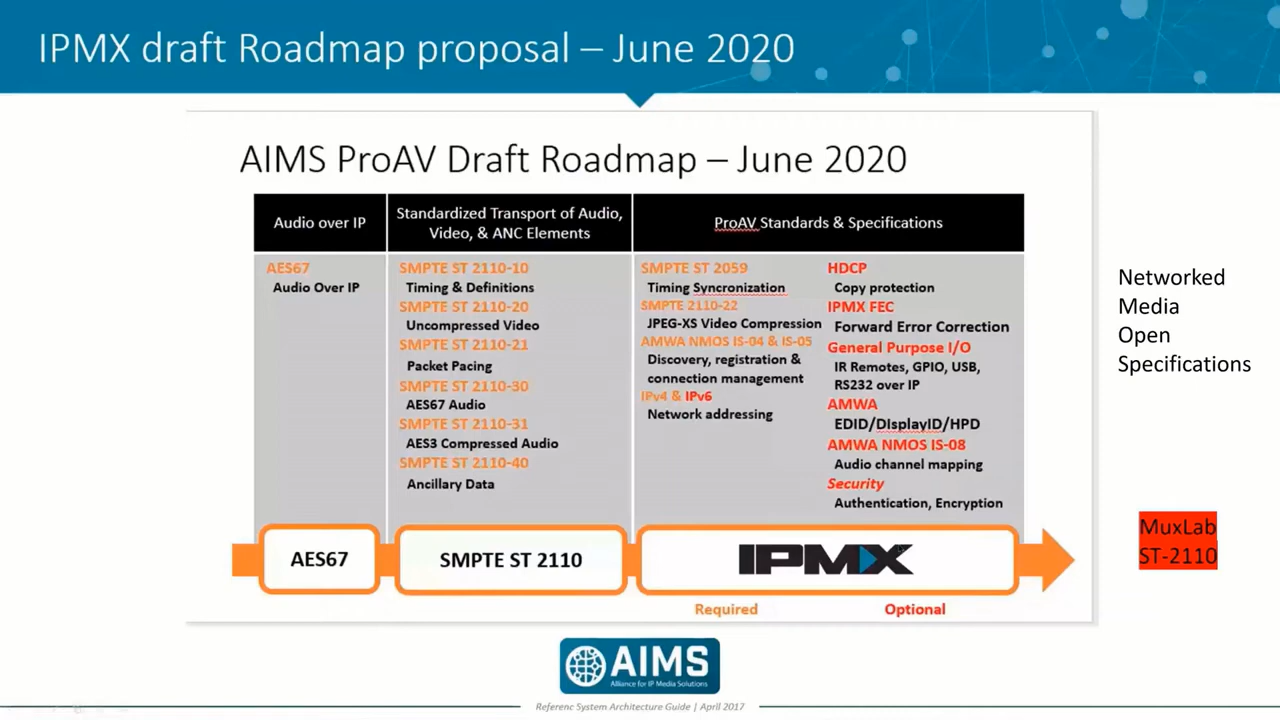 IPMX draft Roadmap proposal – June 2020
AIMS ProAV Draft Roadmap – June 2020
Audio over IP
Standardized Transport of Audio,
Video, & ANC Elements
ProAV Standards & Specifications
AES67
Audio Over IP
SMPTE ST 2110-10
Timing & Definitions
SMPTE ST 2110-20
Uncompressed Video
SMPTE ST 2110-21
Packet Pacing
SMPTE ST 2110-30
AES67 Audio
SMPTE ST 2110-31
AES3 Compressed Audio
SMPTE ST 2110-40
Ancillary Data
SMPTE ST 2059
Timing Syncronization
SMPTE 2110-22
JPEG-XS Video Compression
AMWA NMOS IS-04 & IS-05
Discovery, registration &
connection management
IPv4 & IPv6
Network addressing
HDCP
Copy protection
IPMX FEC
Forward Error Correction
General Purpose I/O
IR Remotes, GPIO, USB,
RS232 over IP
AMWA
EDID/DIsplayID/HPD
AMWA NMOS IS-08
Audio channel mapping
Security
Authentication, Encryption
AES67
SMPTE ST 2110
IPMX
Required
Optional
Networked
Media
Open
Specifications
MuxLab
ST-2110
AIMS
Alliance for IP Media Solutions
Referenc System Architecture Guide | April 2017